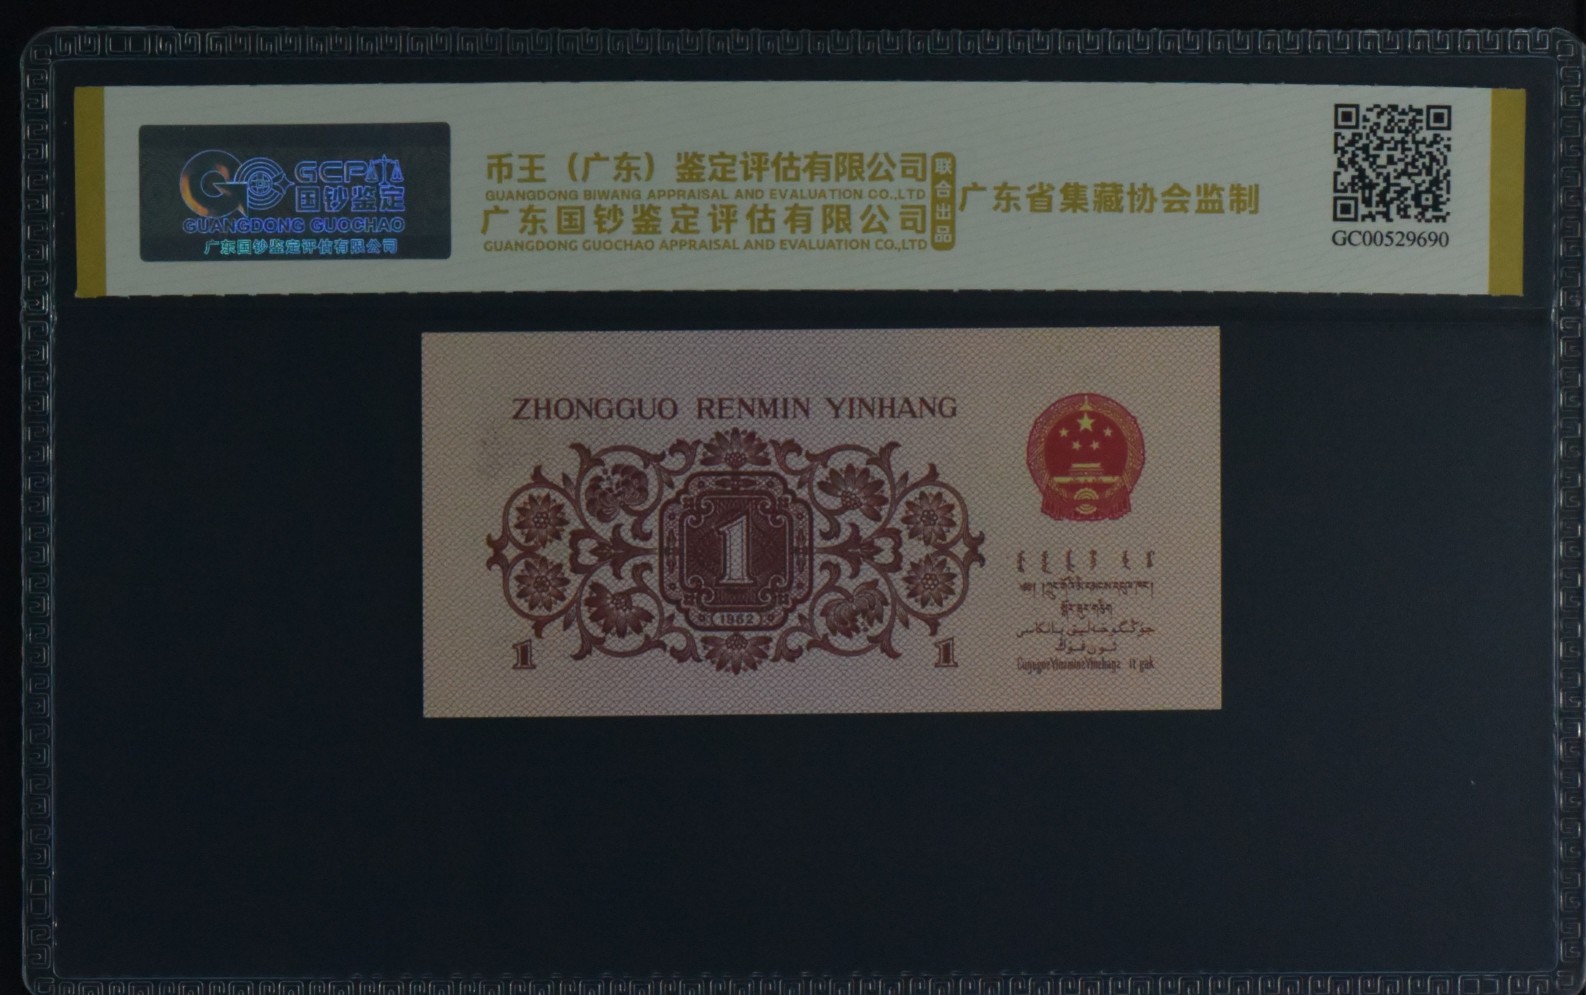 GCPA
国钞鉴定
GUANGDONG GUOCHAO
广东国钞鉴定评估有限公司
币王（广东）鉴定评估有限公司
GUANGDONG BIWANG APPRAISAL AND EVALUATION CO.,LTD
广东国钞鉴定评估有限公司
GUANGDONG GUOCHAO APPRAISAL AND EVALUATION CO.,LTD
联合出品
广东省集藏协会监制
GC00529690
ZHONGGUO RENMIN YINHANG
1
1962
1
1